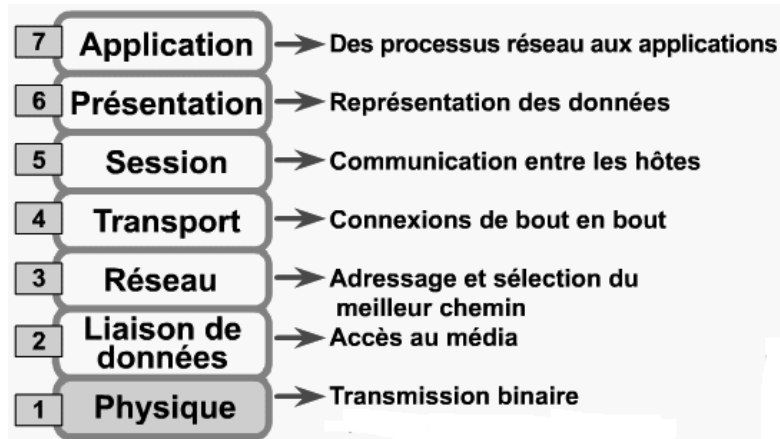 7 Application Des processus réseau aux applications
6 Présentation Représentation des données
5 Session Communication entre les hôtes
4 Transport Connexions de bout en bout
3 Réseau Adressage et sélection du
meilleur chemin
2 Liaison de
données Accès au média
1 Physique Transmission binaire